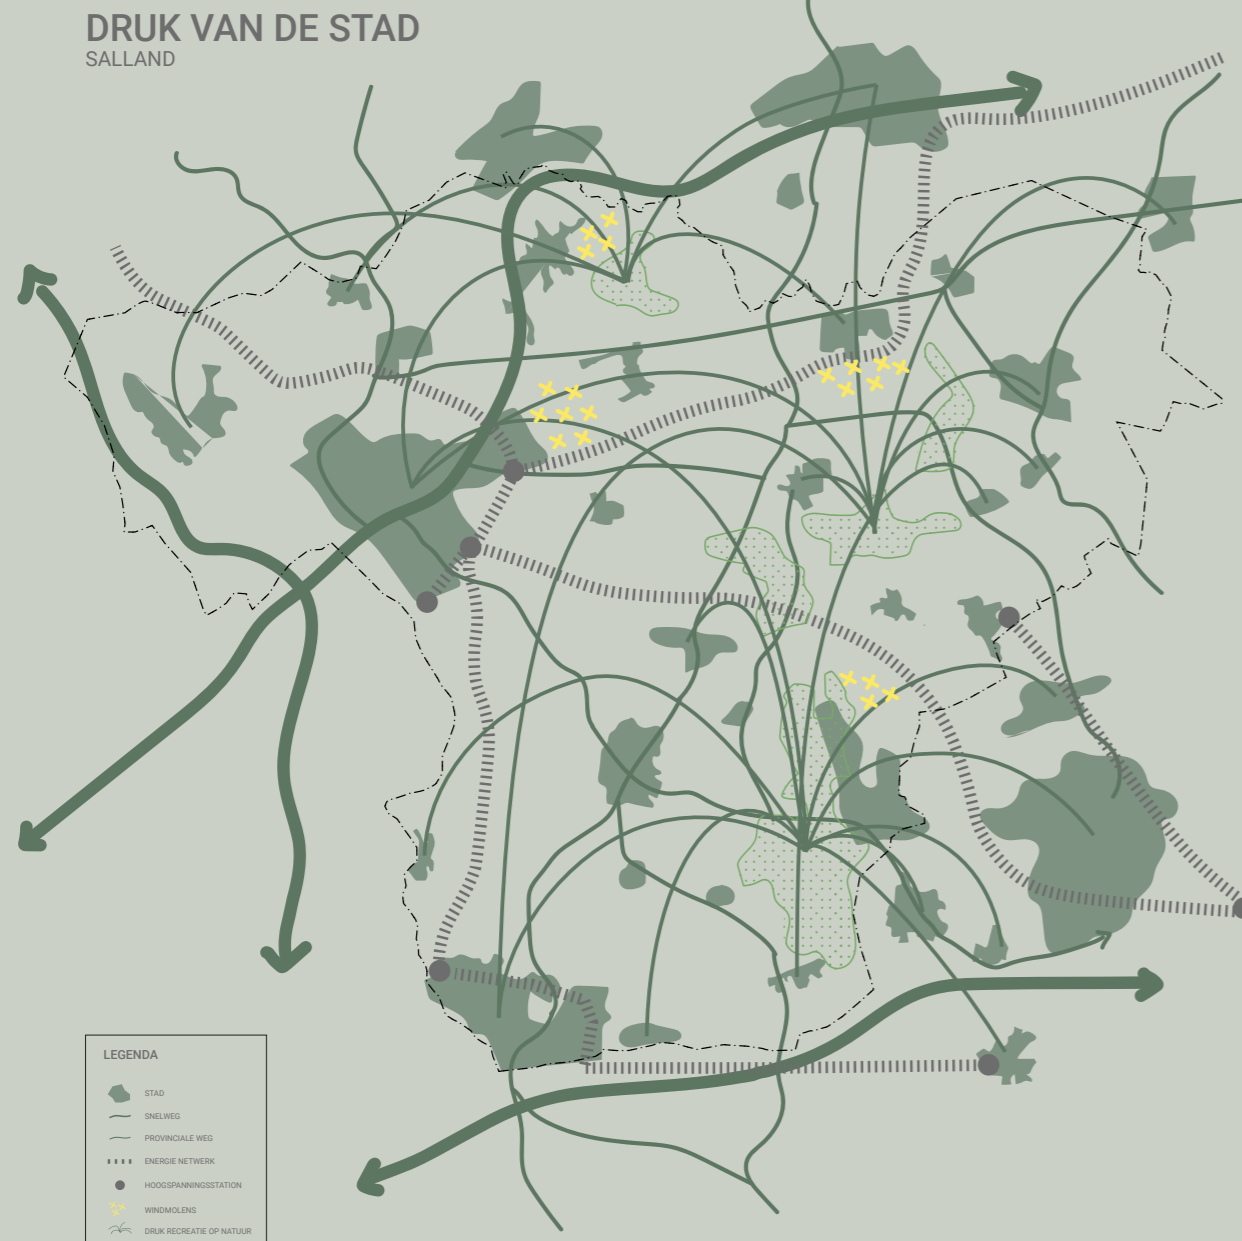 DRUK VAN DE STAD
SALLAND
LEGENDA
STAD
SNELWEG
PROVINCIALE WEG
ENERGIE NETWERK
HOOGSPANNINGSSTATION
WINDMOLENS
DRUK RECREATIE OP NATUUR